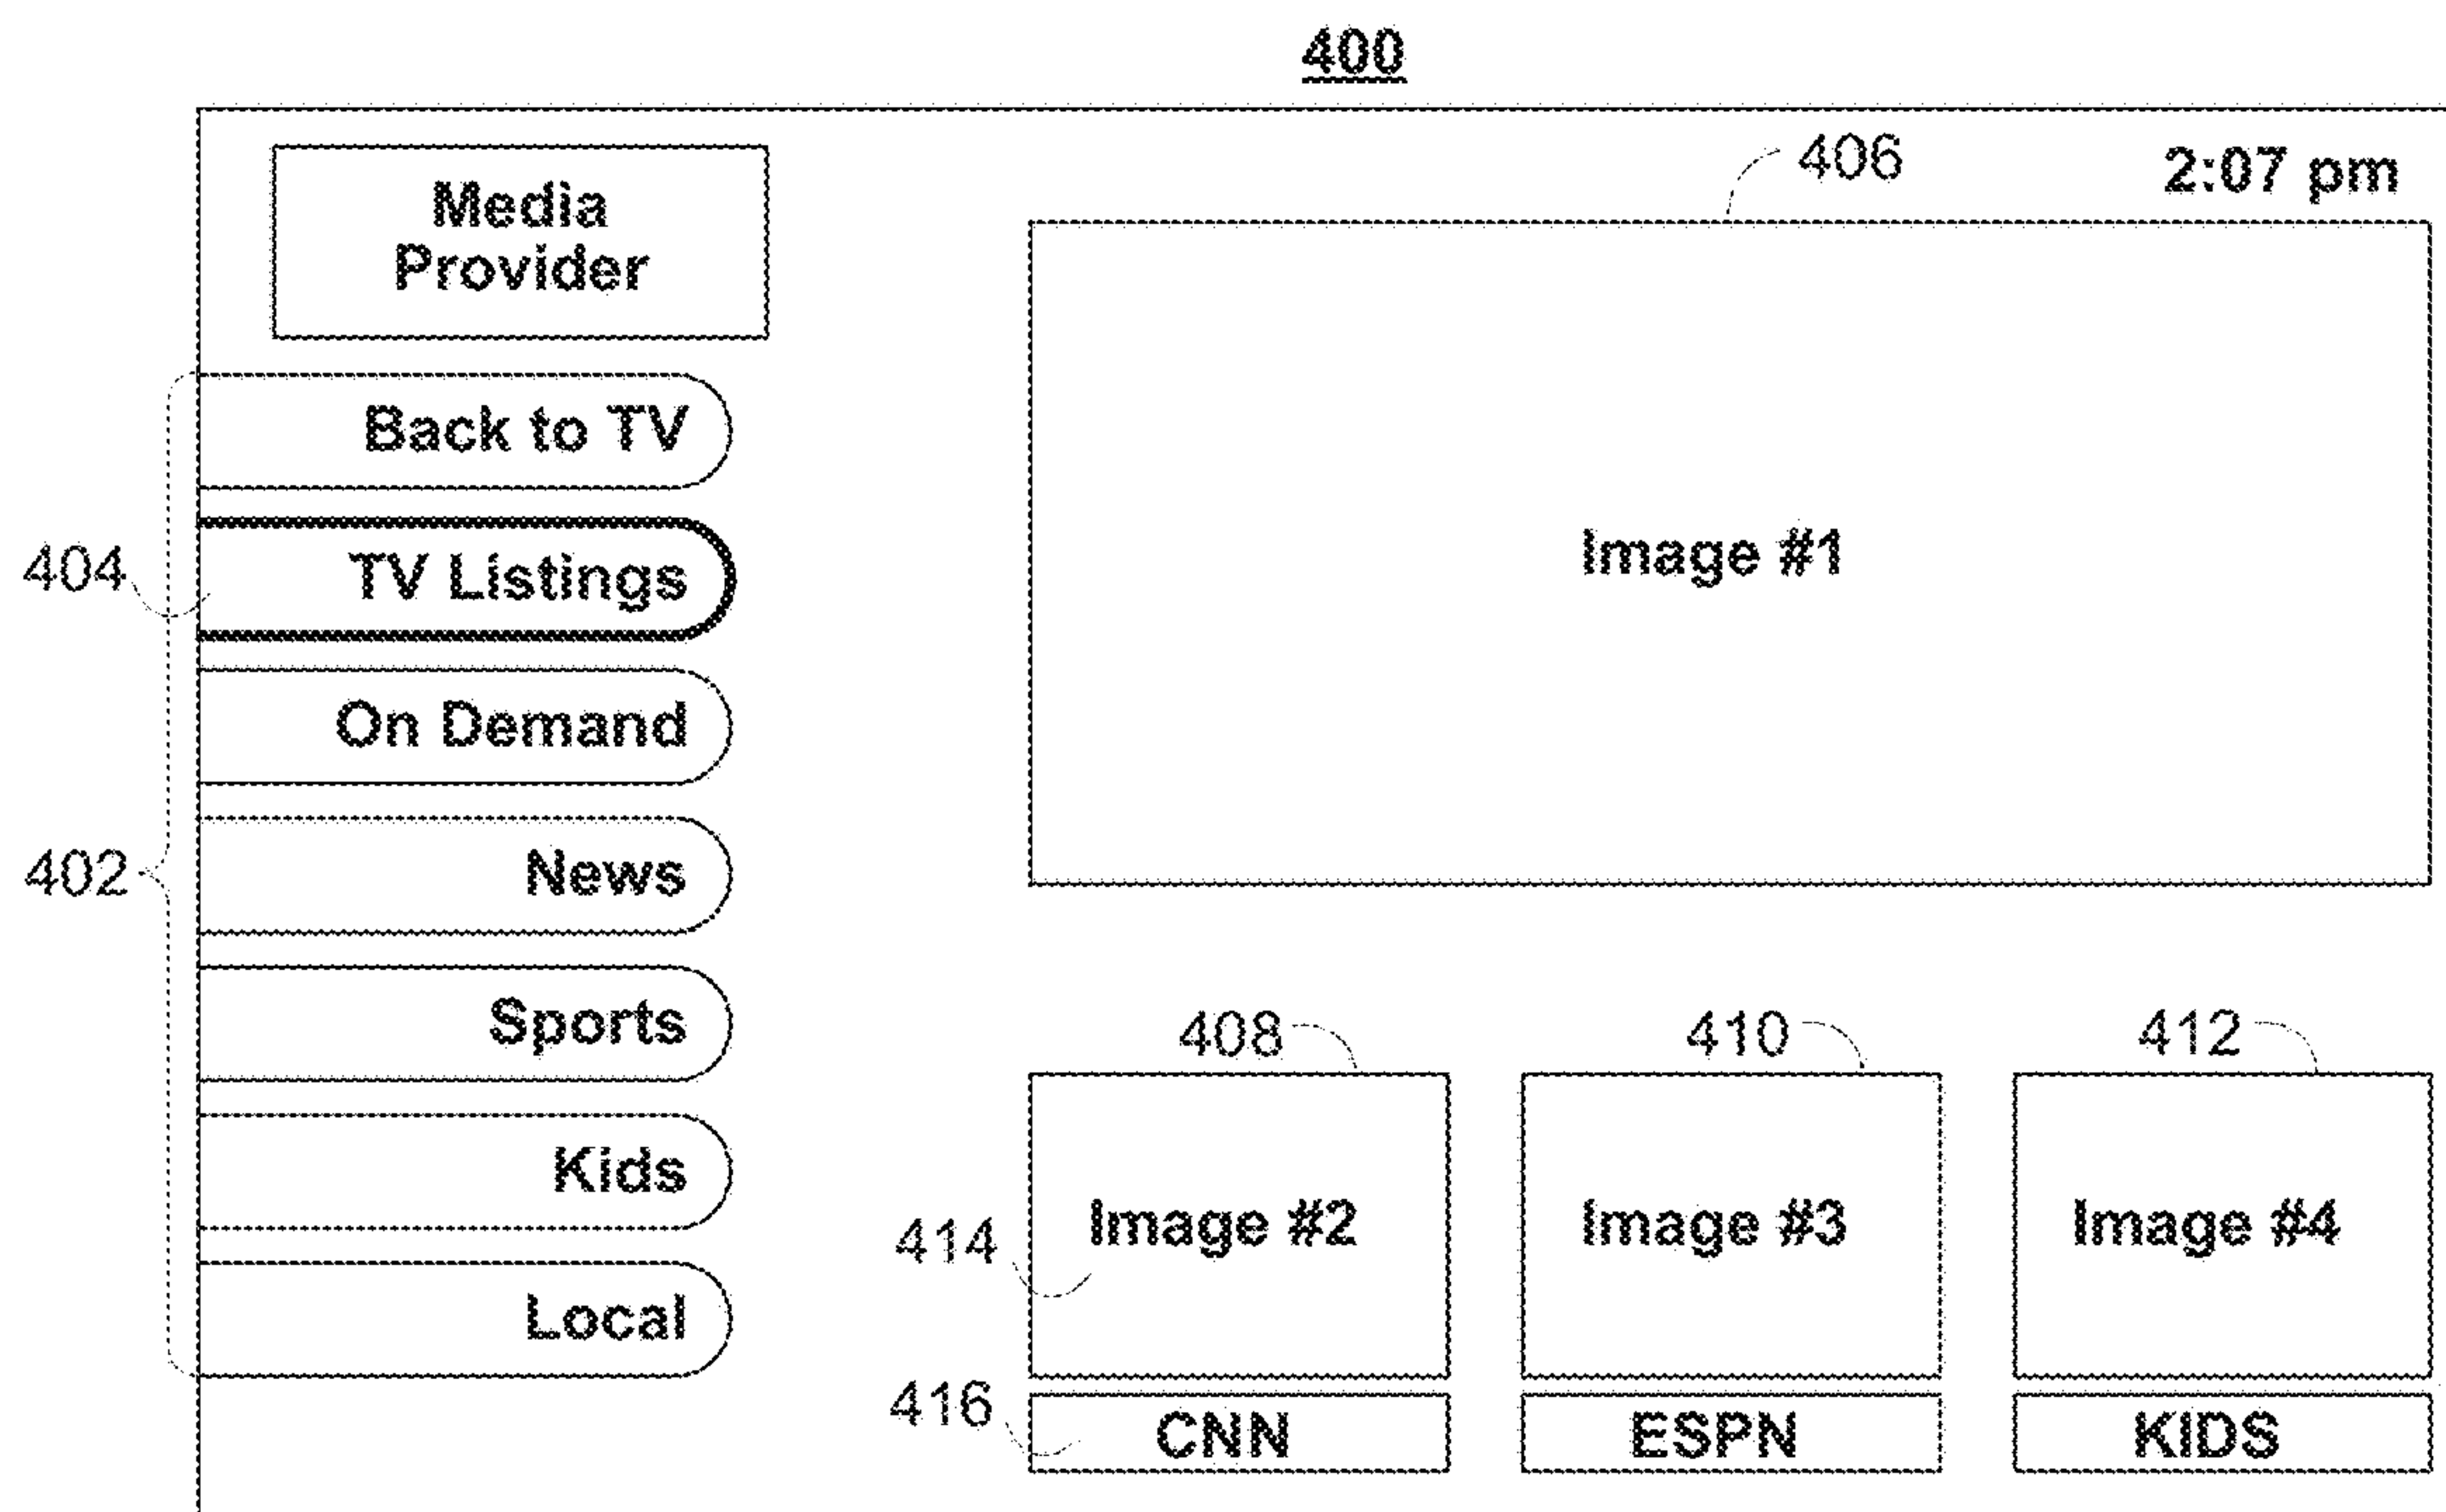 400
406
2:07 pm
Media
Provider
Back to TV
404
TV Listings
Image #1
On Demand
402
News
Sports
408
410
412
Kids
414
Image #2
Image #3
Image #4
Local
416
CNN
ESPN
KIDS